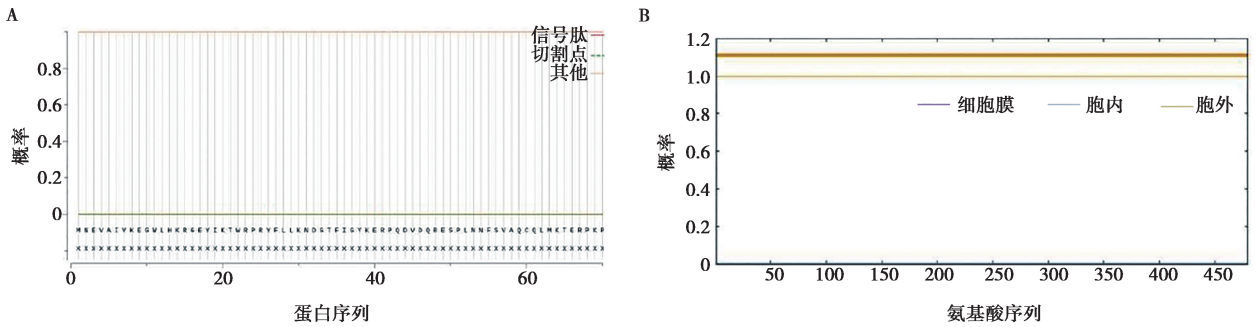 A
信号肽
切割点
其他
概率
0.8
0.6
0.4
0.2
0
MNEVAIVKEGWLHKRGEYIKTWRPRYFLLKNDGTFIGYKERPQDVDQRESPLNNFSVAQCQLMKTERPKP
XXXXXXXXXXXXXXXXXXXXXXXXXXXXXXXXXXXXXXXXXXXXXXXXXXXXXXXXXXXXXXXXXXXXXX
0 20 40 60
蛋白序列
B
概率
1.2
1.0
细胞膜 胞内 胞外
0.8
0.6
0.4
0.2
0
50 100 150 200 250 300 350 400 450
氨基酸序列